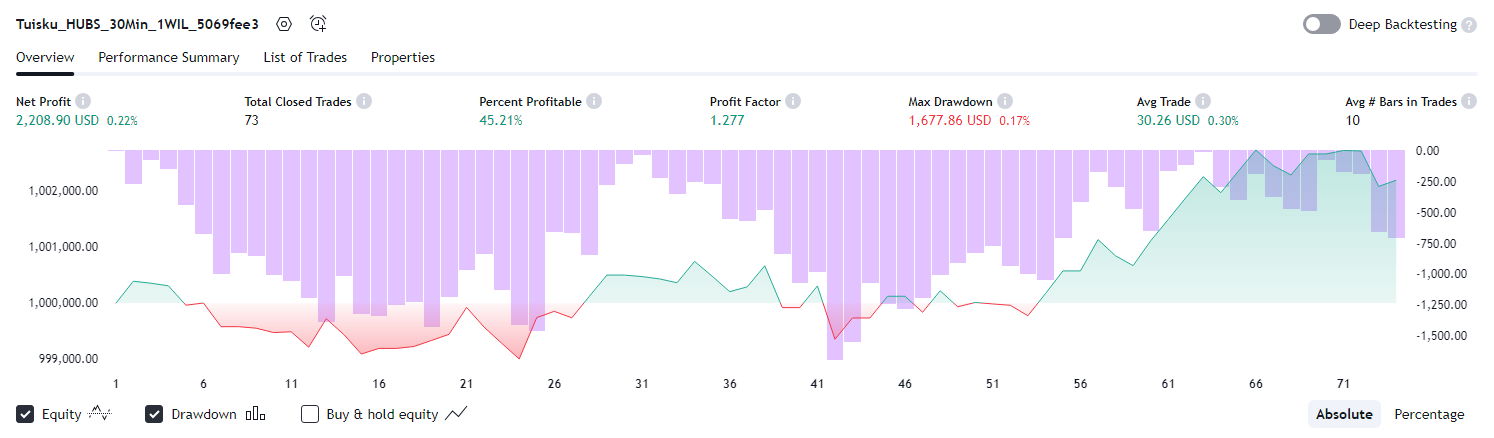 Tuisku_HUBS_30Min_1WIL_5069fee3 Deep Backtesting
Overview Performance Summary List of Trades Properties
Net Profit Total Closed Trades Percent Profitable Profit Factor Max Drawdown Avg Trade Avg # Bars in Trades
2,208.90 USD 0.22% 73 45.21% 1.277 1,677.86 USD 0.17% 30.26 USD 0.30% 10
0.00
1,002,000.00 -250.00
-500.00
1,001,000.00 -750.00
-1,000.00
1,000,000.00 -1,250.00
-1,500.00
999,000.00
1 6 11 16 21 26 31 36 41 46 51 56 61 66 71
Equity Drawdown Buy & hold equity Absolute Percentage